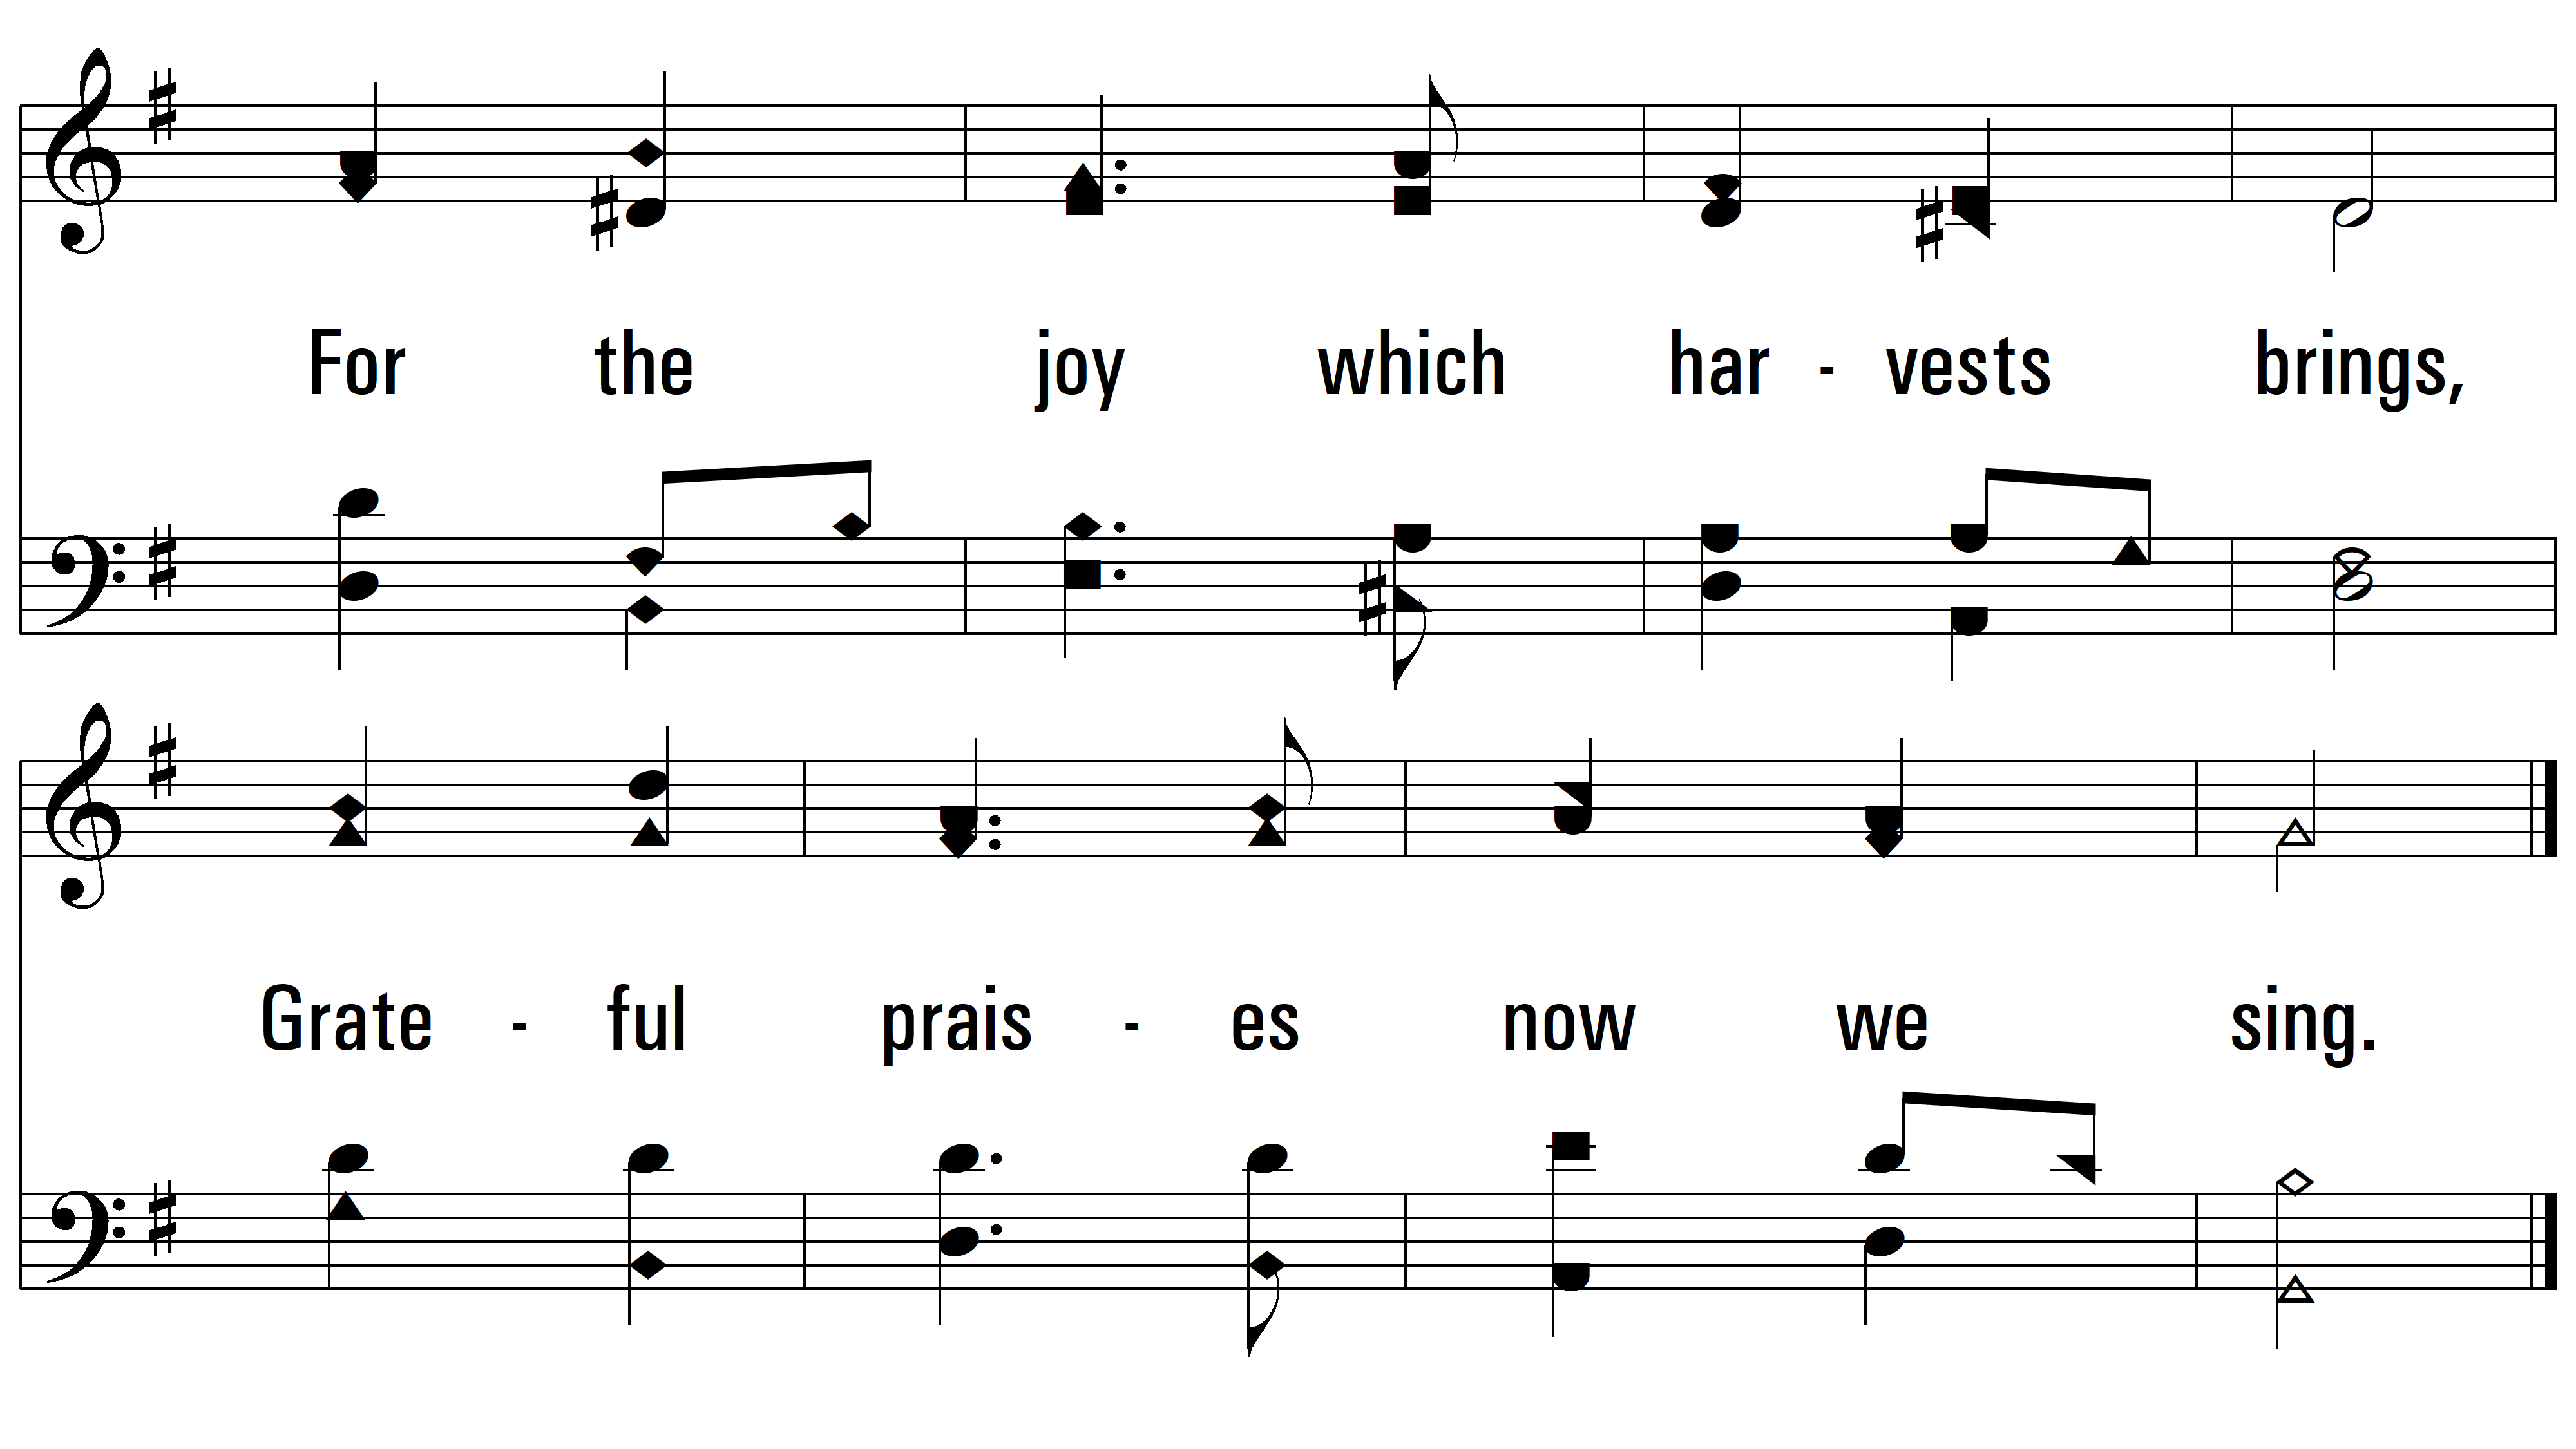 For the joy which har - vests brings,
Grate - ful prais - es now we sing.